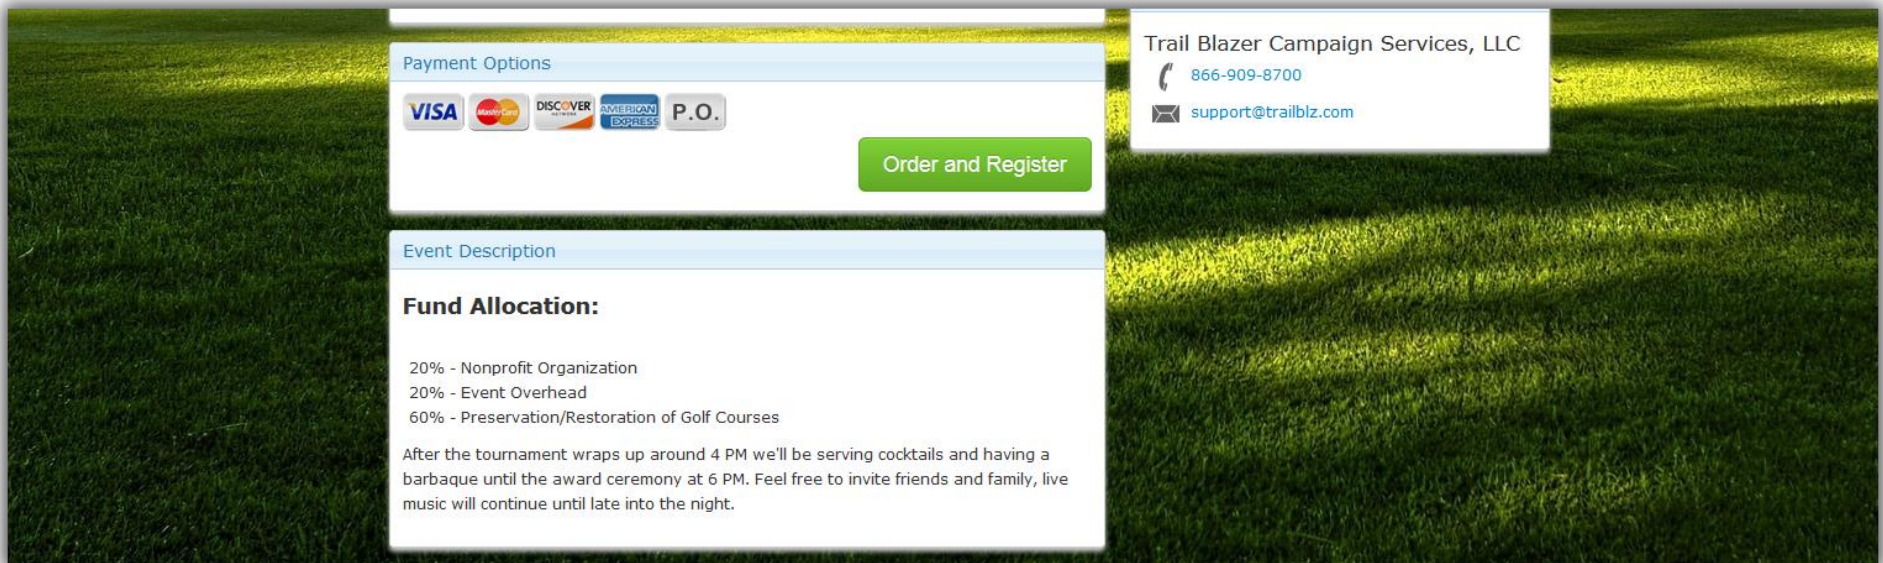 Payment Options
VISA MasterCard DISCOVER NETWORK AMERICAN EXPRESS P.O.
Order and Register
Event Description
Fund Allocation:
20% - Nonprofit Organization
20% - Event Overhead
60% - Preservation/Restoration of Golf Courses
After the tournament wraps up around 4 PM we'll be serving cocktails and having a
barbaque until the award ceremony at 6 PM. Feel free to invite friends and family, live
music will continue until late into the night.
Trail Blazer Campaign Services, LLC
866-909-8700
support@trailblz.com